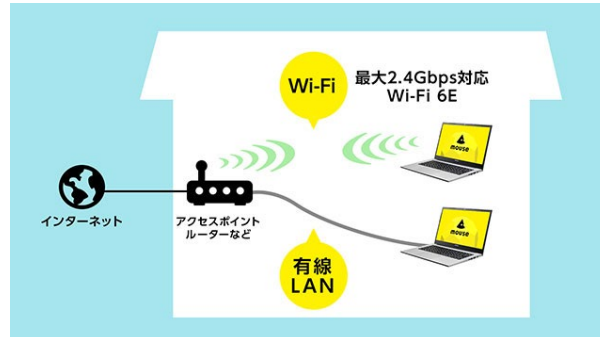 Wi-Fi
最大2.4Gbps対応
Wi-Fi 6E
mouse
インターネット
アクセスポイント
ルーターなど
mouse
有線
LAN